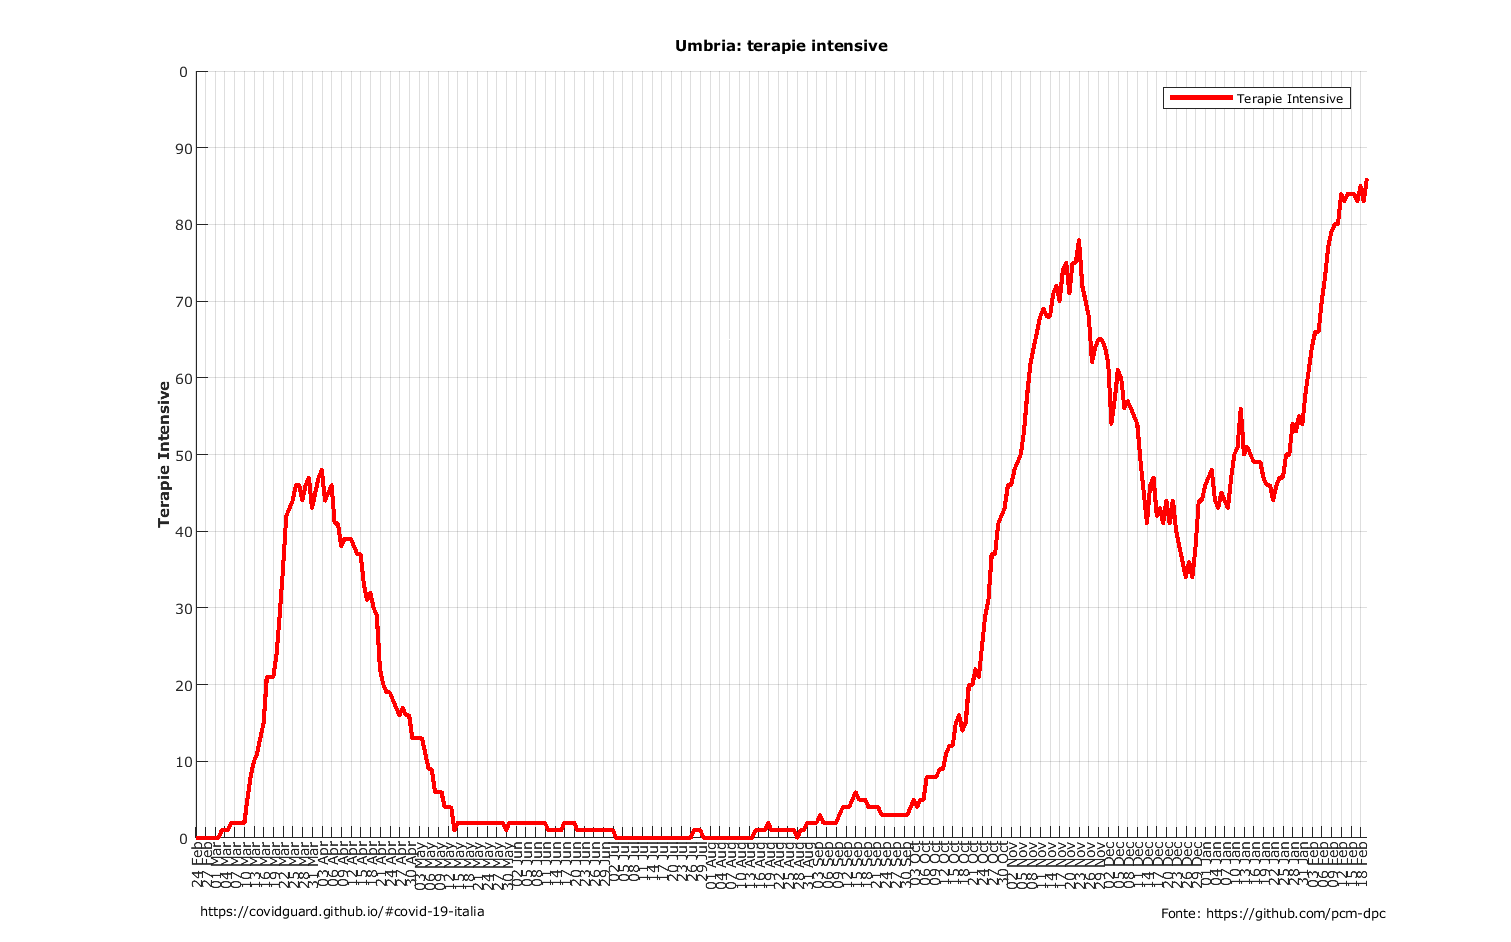 Umbria: terapie intensive
Terapie Intensive
0
90
80
70
60
50
40
30
20
10
0
Terapie Intensive
24 Feb
27 Feb
01 Mar
04 Mar
07 Mar
10 Mar
13 Mar
16 Mar
19 Mar
22 Mar
25 Mar
28 Mar
31 Mar
03 Apr
06 Apr
09 Apr
12 Apr
15 Apr
18 Apr
21 Apr
24 Apr
27 Apr
30 Apr
03 May
06 May
09 May
12 May
15 May
18 May
21 May
24 May
27 May
30 May
02 Jun
05 Jun
08 Jun
11 Jun
14 Jun
17 Jun
20 Jun
23 Jun
26 Jun
29 Jun
02 Jul
05 Jul
08 Jul
11 Jul
14 Jul
17 Jul
20 Jul
23 Jul
26 Jul
29 Jul
01 Aug
04 Aug
07 Aug
10 Aug
13 Aug
16 Aug
19 Aug
22 Aug
25 Aug
28 Aug
31 Aug
03 Sep
06 Sep
09 Sep
12 Sep
15 Sep
18 Sep
21 Sep
24 Sep
27 Sep
30 Sep
03 Oct
06 Oct
09 Oct
12 Oct
15 Oct
18 Oct
21 Oct
24 Oct
27 Oct
30 Oct
02 Nov
05 Nov
08 Nov
11 Nov
14 Nov
17 Nov
20 Nov
23 Nov
26 Nov
29 Nov
02 Dec
05 Dec
08 Dec
11 Dec
14 Dec
17 Dec
20 Dec
23 Dec
26 Dec
29 Dec
01 Jan
04 Jan
07 Jan
10 Jan
13 Jan
16 Jan
19 Jan
22 Jan
25 Jan
28 Jan
31 Jan
03 Feb
06 Feb
09 Feb
12 Feb
15 Feb
18 Feb
https://covidguard.github.io/#covid-19-italia
Fonte: https://github.com/pcm-dpc